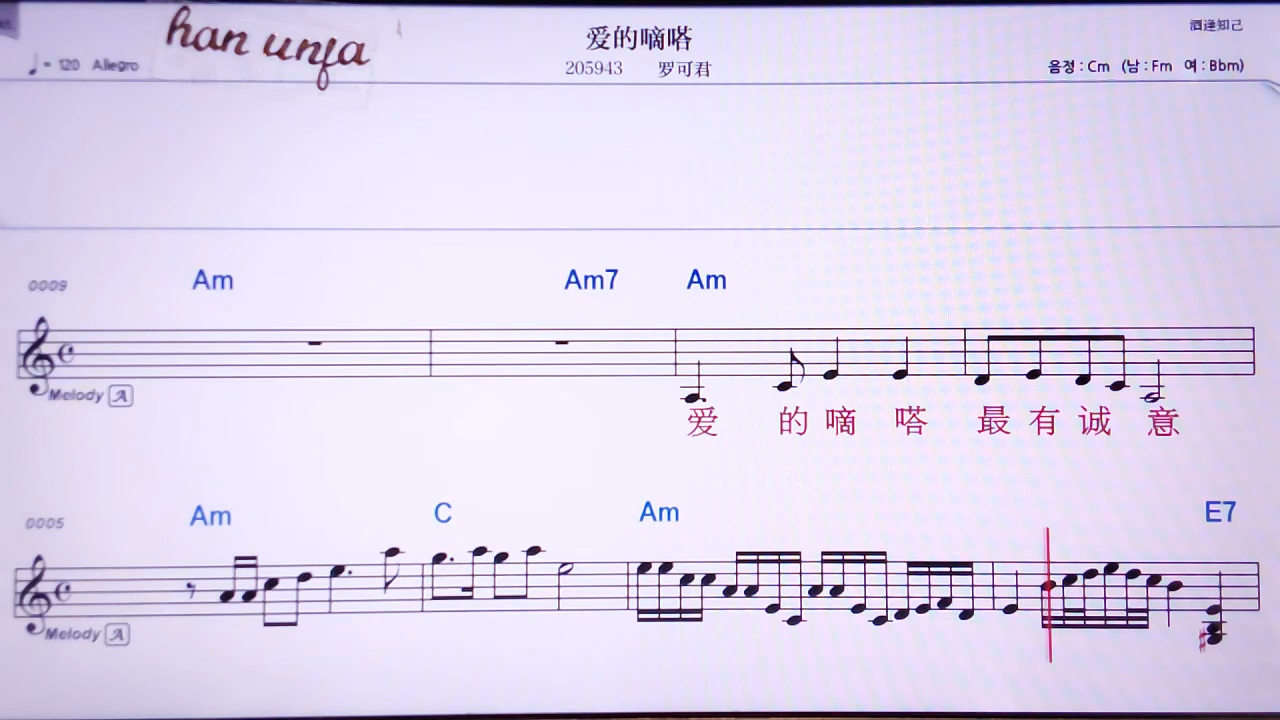 han unfa
爱的嘀嗒
酒逢知己
♩= 120 Allegro
205943 罗可君
음정 : Cm (남 : Fm 여 : Bbm)
0009 Am Am7 Am
Melody A
爱 的 嘀 嗒 最 有 诚 意
0005 Am C Am E7
Melody A